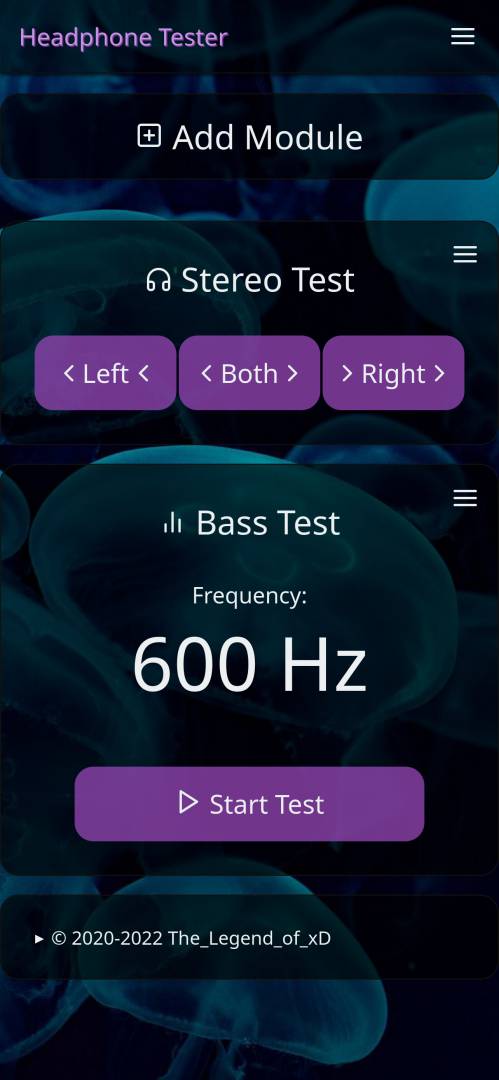 Headphone Tester
Add Module
Stereo Test
Left Both Right
Bass Test
Frequency:
600 Hz
Start Test
© 2020-2022 The_Legend_of_xD